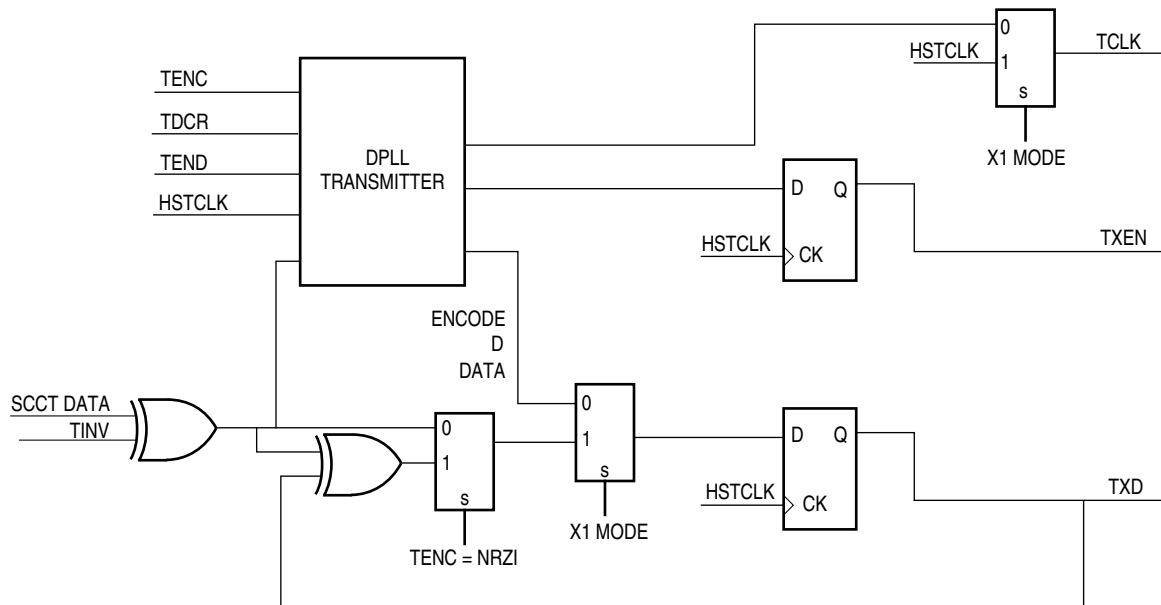 0
HSTCLK
1
TCLK
s
X1 MODE
TENC
TDCR
TEND
HSTCLK
DPLL
TRANSMITTER
D Q
HSTCLK
CK
TXEN
ENCODE
D
DATA
SCCT DATA
TINV
0
1
s
TENC = NRZI
0
1
s
X1 MODE
D Q
HSTCLK
CK
TXD